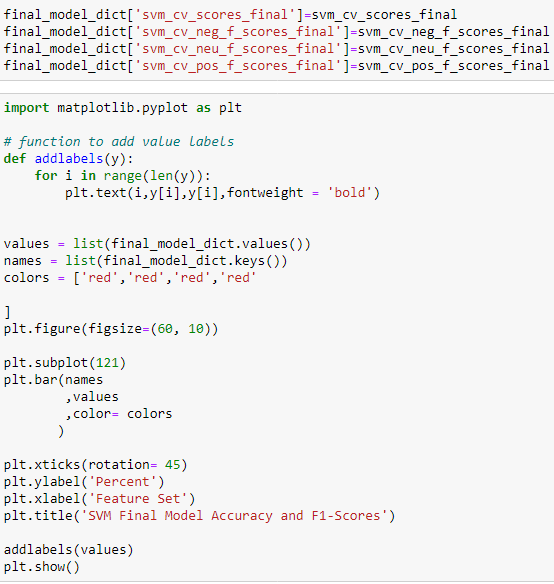 final_model_dict['svm_cv_scores_final']=svm_cv_scores_final
final_model_dict['svm_cv_neg_f_scores_final']=svm_cv_neg_f_scores_final
final_model_dict['svm_cv_neu_f_scores_final']=svm_cv_neu_f_scores_final
final_model_dict['svm_cv_pos_f_scores_final']=svm_cv_pos_f_scores_final
import matplotlib.pyplot as plt
# function to add value labels
def addlabels(y):
    for i in range(len(y)):
        plt.text(i,y[i],y[i],fontweight = 'bold')
values = list(final_model_dict.values())
names = list(final_model_dict.keys())
colors = ['red','red','red','red'
]
plt.figure(figsize=(60, 10))
plt.subplot(121)
plt.bar(names
        ,values
        ,color= colors
       )
plt.xticks(rotation= 45)
plt.ylabel('Percent')
plt.xlabel('Feature Set')
plt.title('SVM Final Model Accuracy and F1-Scores')
addlabels(values)
plt.show()